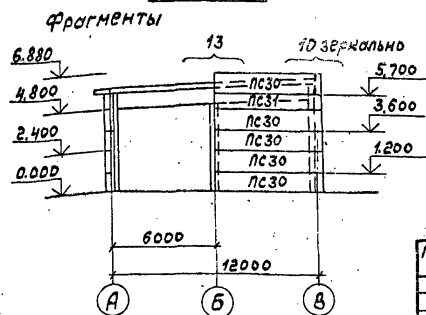 фрагменты
13
10 зеркально
6.880
5,700
ПС30
4,800
ПС31
3,600
ПС30
2.400
ПС30
1.200
ПС30
0.000
ПС30
6000
12000
А
Б
В